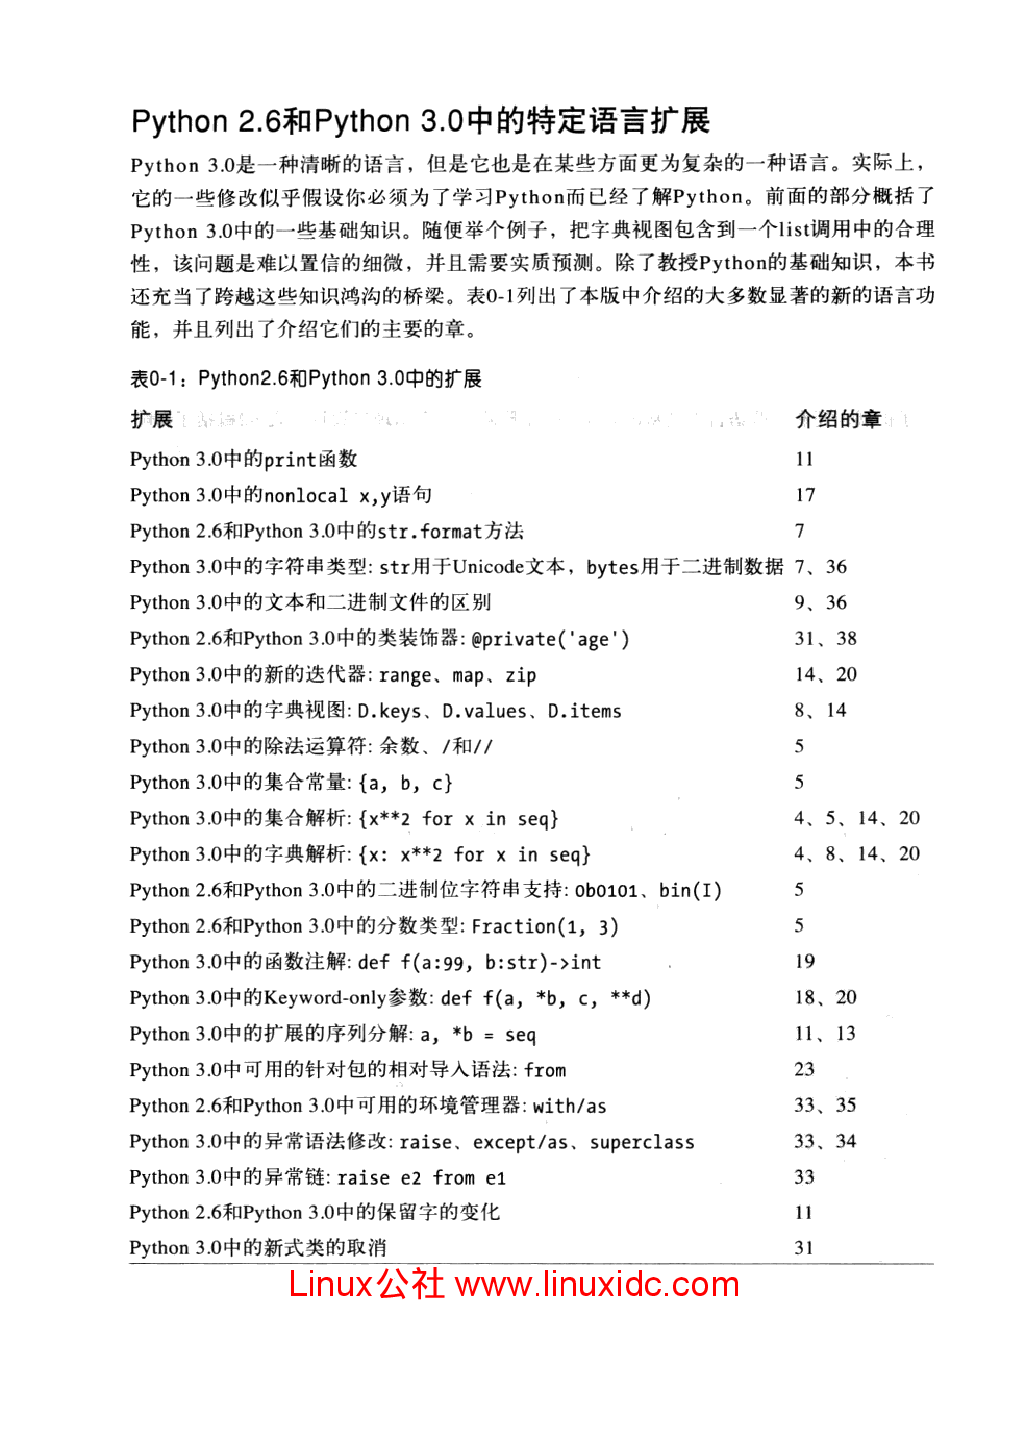 Python 2.6和Python 3.0中的特定语言扩展
Python 3.0是一种清晰的语言，但是它也是在某些方面更为复杂的一种语言。实际上，
它的一些修改似乎假设你必须为了学习Python而已经了解Python。前面的部分概括了
Python 3.0中的一些基础知识。随便举个例子，把字典视图包含到一个list调用中的合理
性，该问题是难以置信的细微，并且需要实质预测。除了教授Python的基础知识，本书
还充当了跨越这些知识鸿沟的桥梁。表0-1列出了本版中介绍的大多数显著的新的语言功
能，并且列出了介绍它们的主要的章。
表0-1：Python2.6和Python 3.0中的扩展
扩展 介绍的章
Python 3.0中的print函数 11
Python 3.0中的nonlocal x,y语句 17
Python 2.6和Python 3.0中的str.format方法 7
Python 3.0中的字符串类型: str用于Unicode文本，bytes用于二进制数据 7、36
Python 3.0中的文本和二进制文件的区别 9、36
Python 2.6和Python 3.0中的类装饰器: @private('age') 31、38
Python 3.0中的新的迭代器: range、map、zip 14、20
Python 3.0中的字典视图: D.keys、D.values、D.items 8、14
Python 3.0中的除法运算符: 余数、/和// 5
Python 3.0中的集合常量: {a, b, c} 5
Python 3.0中的集合解析: {x**2 for x in seq} 4、5、14、20
Python 3.0中的字典解析: {x: x**2 for x in seq} 4、8、14、20
Python 2.6和Python 3.0中的二进制位字符串支持: 0b0101、bin(I) 5
Python 2.6和Python 3.0中的分数类型: Fraction(1, 3) 5
Python 3.0中的函数注解: def f(a:99, b:str)->int 19
Python 3.0中的Keyword-only参数: def f(a, *b, c, **d) 18、20
Python 3.0中的扩展的序列分解: a, *b = seq 11、13
Python 3.0中可用的针对包的相对导入语法: from 23
Python 2.6和Python 3.0中可用的环境管理器: with/as 33、35
Python 3.0中的异常语法修改: raise、except/as、superclass 33、34
Python 3.0中的异常链: raise e2 from e1 33
Python 2.6和Python 3.0中的保留字的变化 11
Python 3.0中的新式类的取消 31
Linux公社 www.linuxidc.com